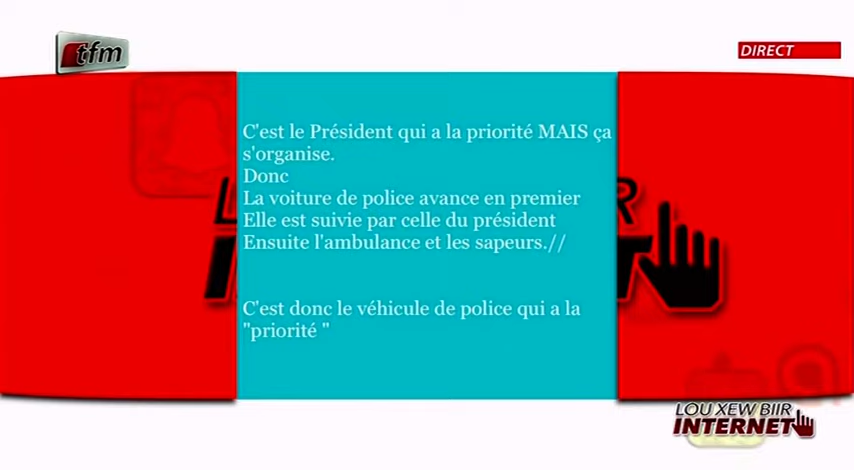 tfm
DIRECT
C'est le Président qui a la priorité MAIS ça
s'organise.
Donc
La voiture de police avance en premier
Elle est suivie par celle du président
Ensuite l'ambulance et les sapeurs.//
C'est donc le véhicule de police qui a la
"priorité "
LOU XEW BIIR
INTERNET